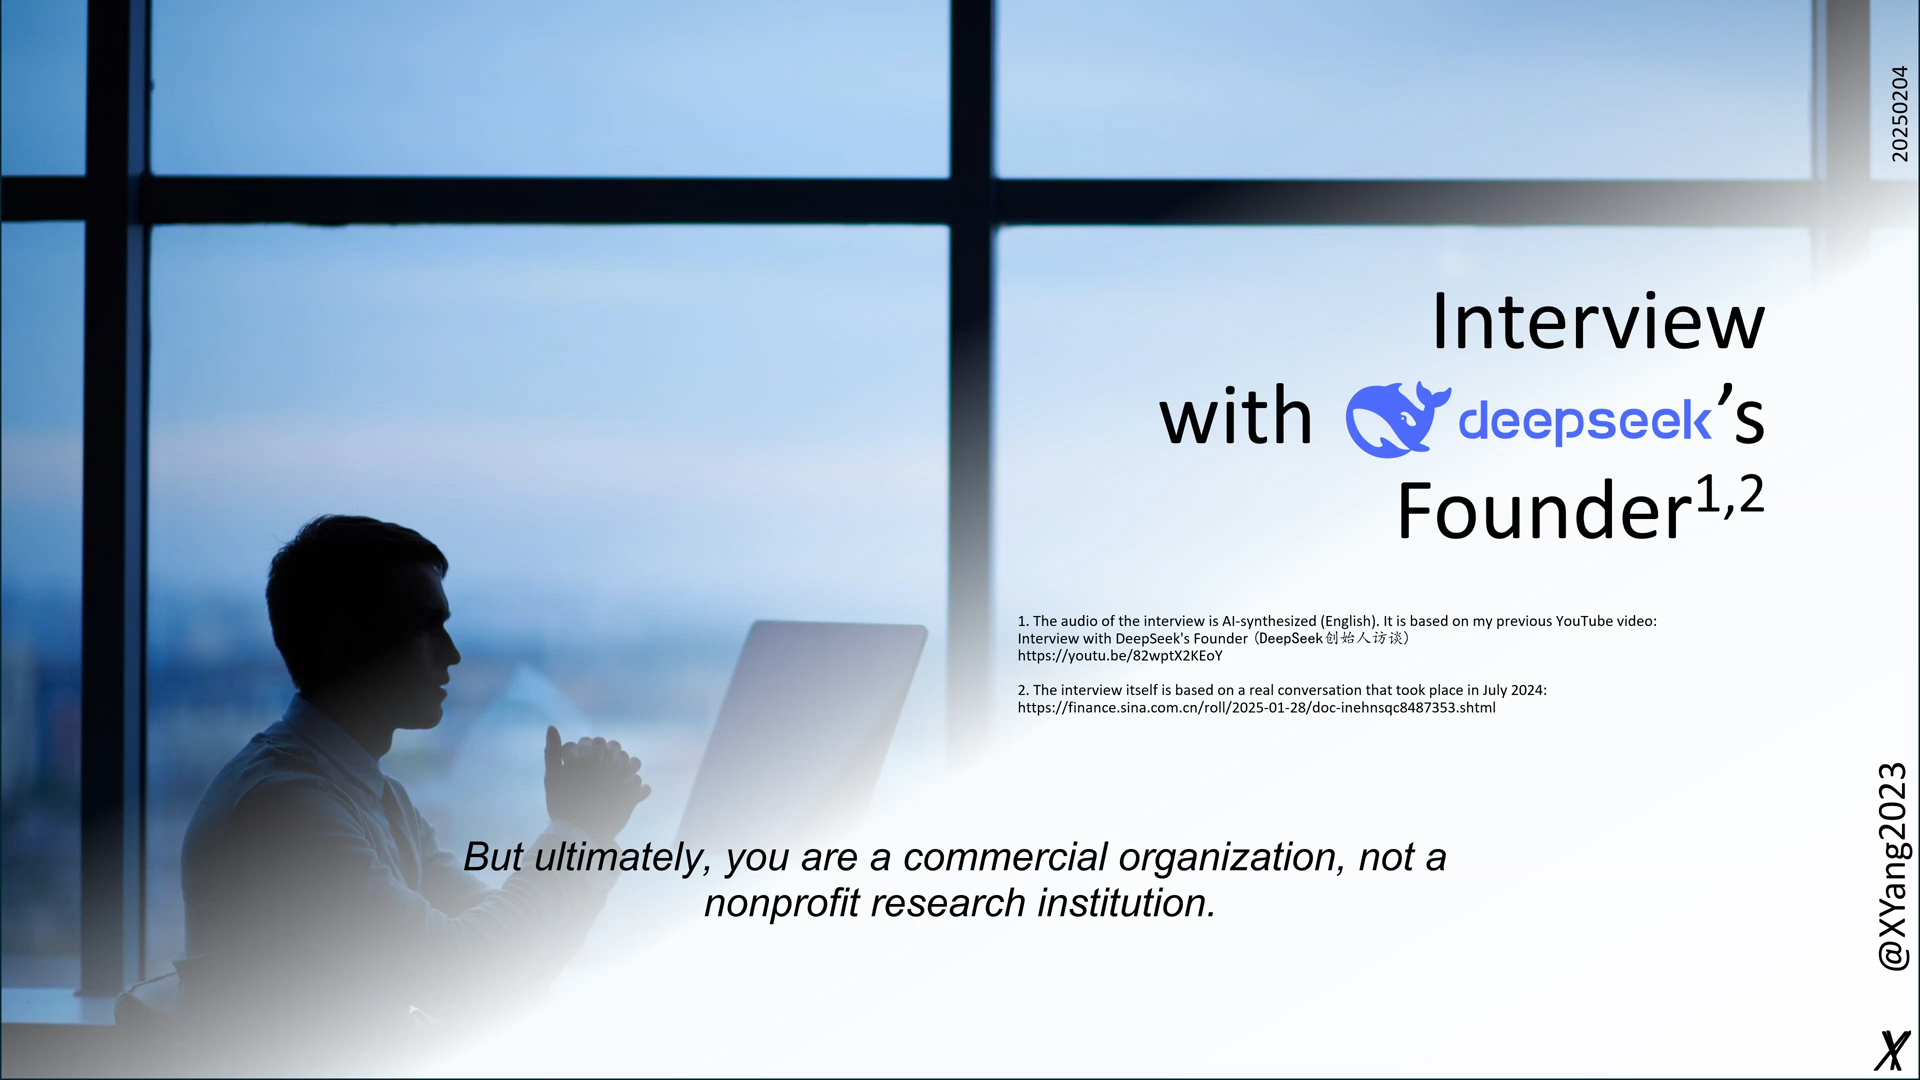 20250204
Interview
with deepseek’s
Founder1,2
1. The audio of the interview is AI-synthesized (English). It is based on my previous YouTube video:
Interview with DeepSeek's Founder（DeepSeek创始人访谈）
https://youtu.be/82wptX2KEoY
2. The interview itself is based on a real conversation that took place in July 2024:
https://finance.sina.com.cn/roll/2025-01-28/doc-inehnsqc8487353.shtml
But ultimately, you are a commercial organization, not a
nonprofit research institution.
@XYang2023
X